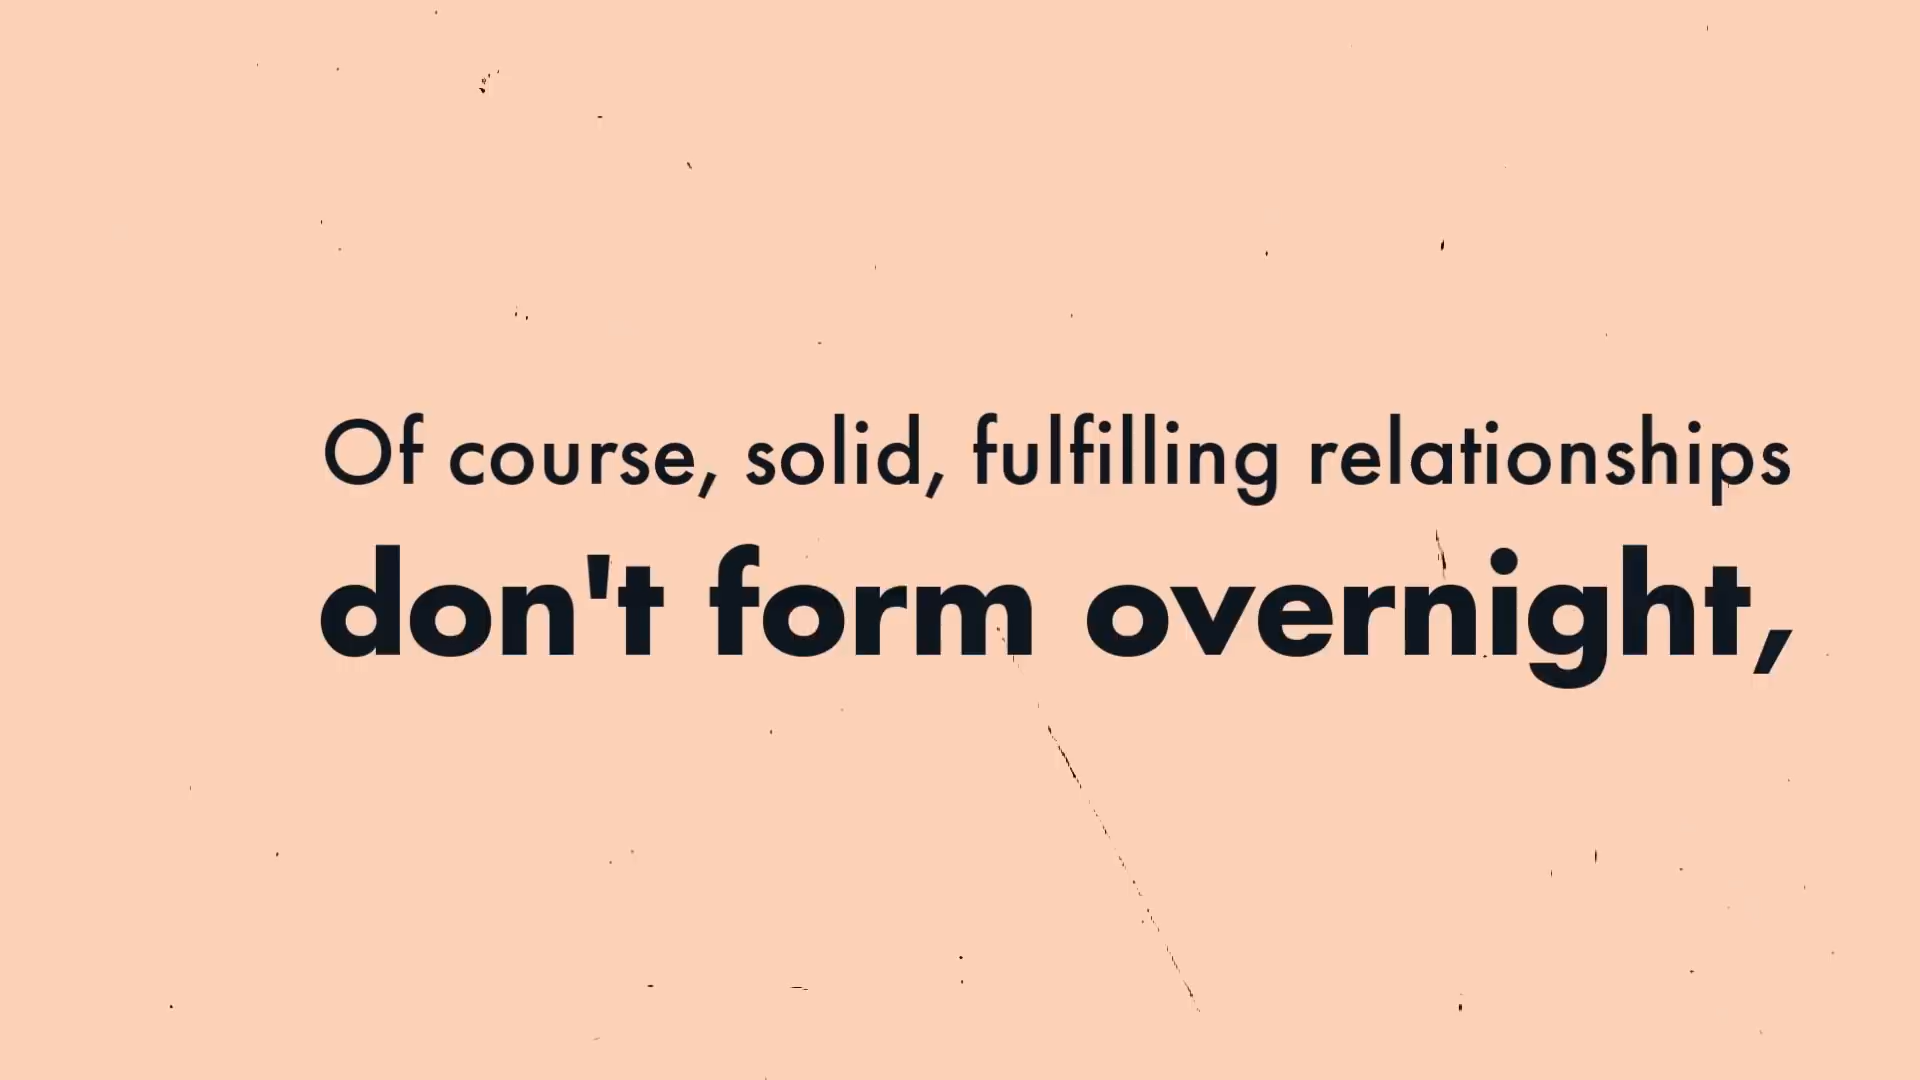 Of course, solid, fulfilling relationships
don't form overnight,